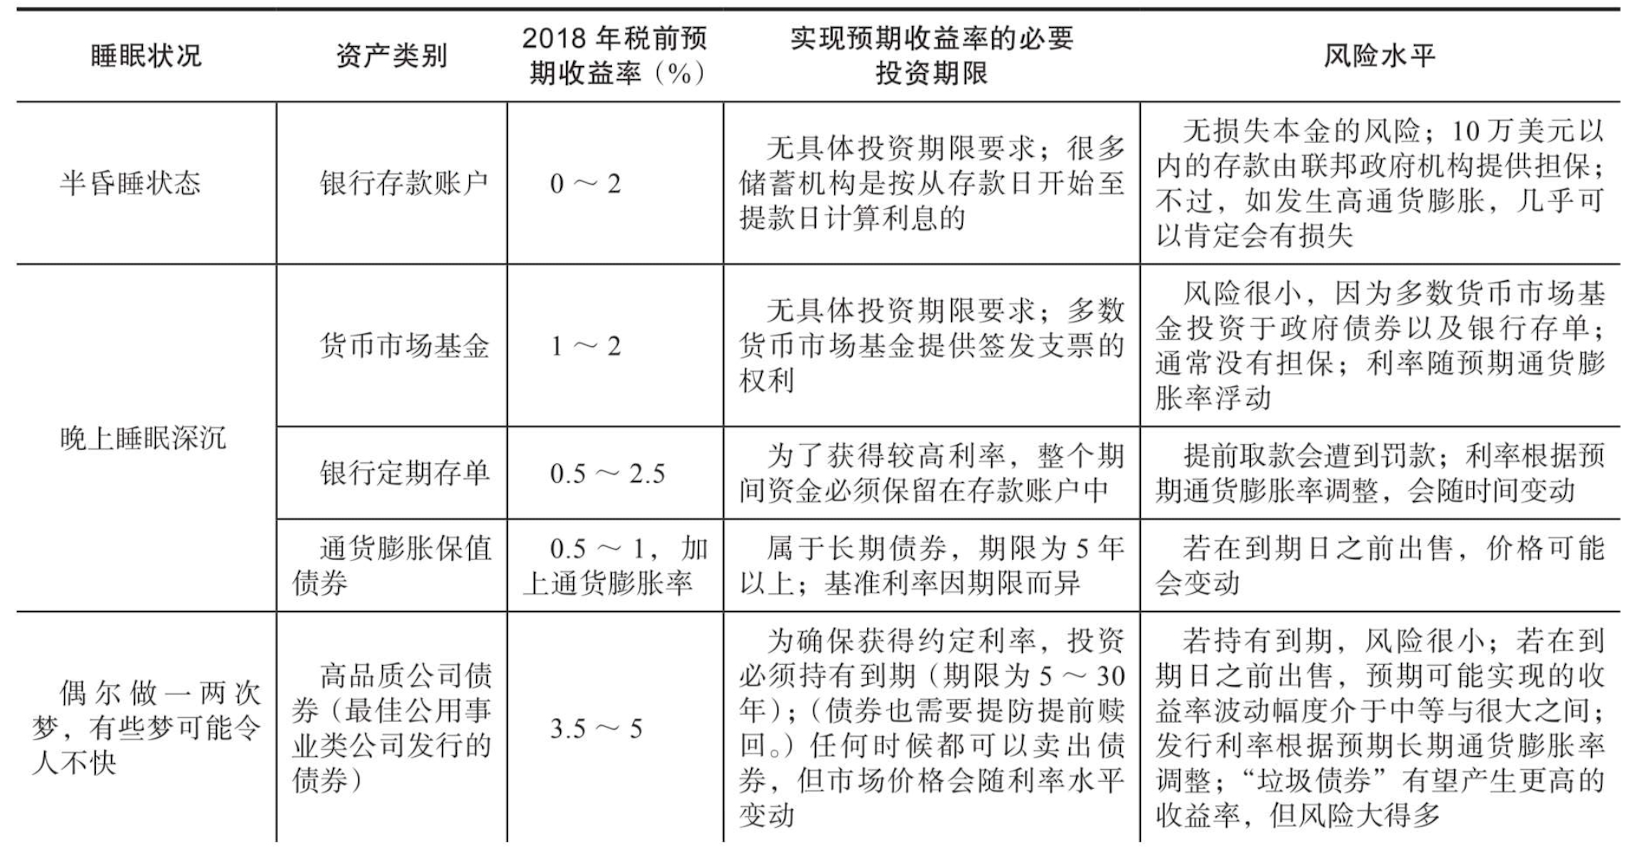 睡眠状况
资产类别
2018 年税前预
期收益率（%）
实现预期收益率的必要
投资期限
风险水平
半昏睡状态
银行存款账户
0 ～ 2
无具体投资期限要求；很多
储蓄机构是按从存款日开始至
提款日计算利息的
无损失本金的风险；10 万美元以
内的存款由联邦政府机构提供担保；
不过，如发生高通货膨胀，几乎可
以肯定会有损失
晚上睡眠深沉
货币市场基金
1 ～ 2
无具体投资期限要求；多数
货币市场基金提供签发支票的
权利
风险很小，因为多数货币市场基
金投资于政府债券以及银行存单；
通常没有担保；利率随预期通货膨
胀率浮动
银行定期存单
0.5 ～ 2.5
为了获得较高利率，整个期
间资金必须保留在存款账户中
提前取款会遭到罚款；利率根据预
期通货膨胀率调整，会随时间变动
通货膨胀保值
债券
0.5 ～ 1，加
上通货膨胀率
属于长期债券，期限为 5 年
以上；基准利率因期限而异
若在到期日之前出售，价格可能
会变动
偶尔做一两次
梦，有些梦可能令
人不快
高品质公司债
券（最佳公用事
业类公司发行的
债券）
3.5 ～ 5
为确保获得约定利率，投资
必须持有到期（期限为 5 ～ 30
年）；（债券也需要提防提前赎
回。）任何时候都可以卖出债
券，但市场价格会随利率水平
变动
若持有到期，风险很小；若在到
期日之前出售，预期可能实现的收
益率波动幅度介于中等与很大之间；
发行利率根据预期长期通货膨胀率
调整；“垃圾债券”有望产生更高的
收益率，但风险大得多